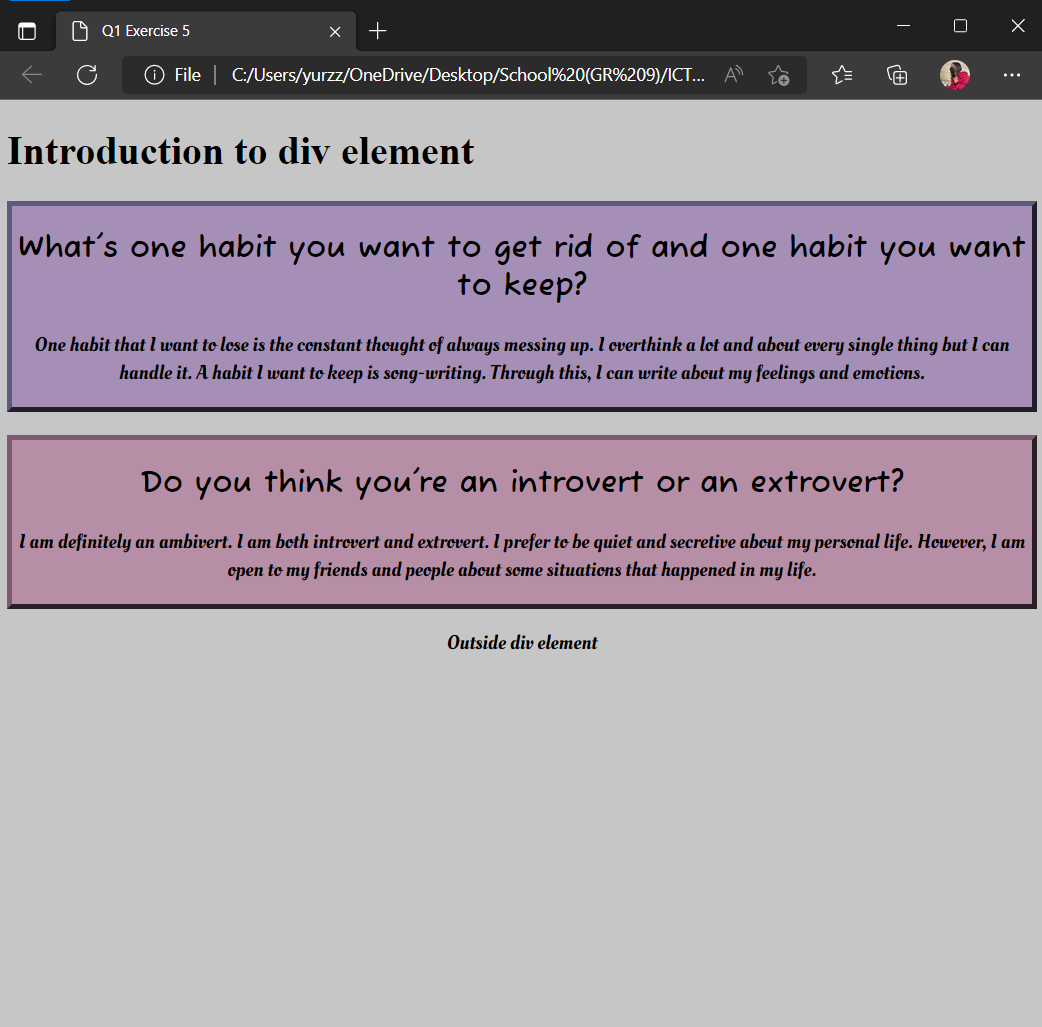 Q1 Exercise 5
File
C:/Users/yurzz/OneDrive/Desktop/School%20(GR%209)/ICT...
Introduction to div element
What's one habit you want to get rid of and one habit you want
to keep?
One habit that I want to lose is the constant thought of always messing up. I overthink a lot and about every single thing but I can
handle it. A habit I want to keep is song-writing. Through this, I can write about my feelings and emotions.
Do you think you're an introvert or an extrovert?
I am definitely an ambivert. I am both introvert and extrovert. I prefer to be quiet and secretive about my personal life. However, I am
open to my friends and people about some situations that happened in my life.
Outside div element